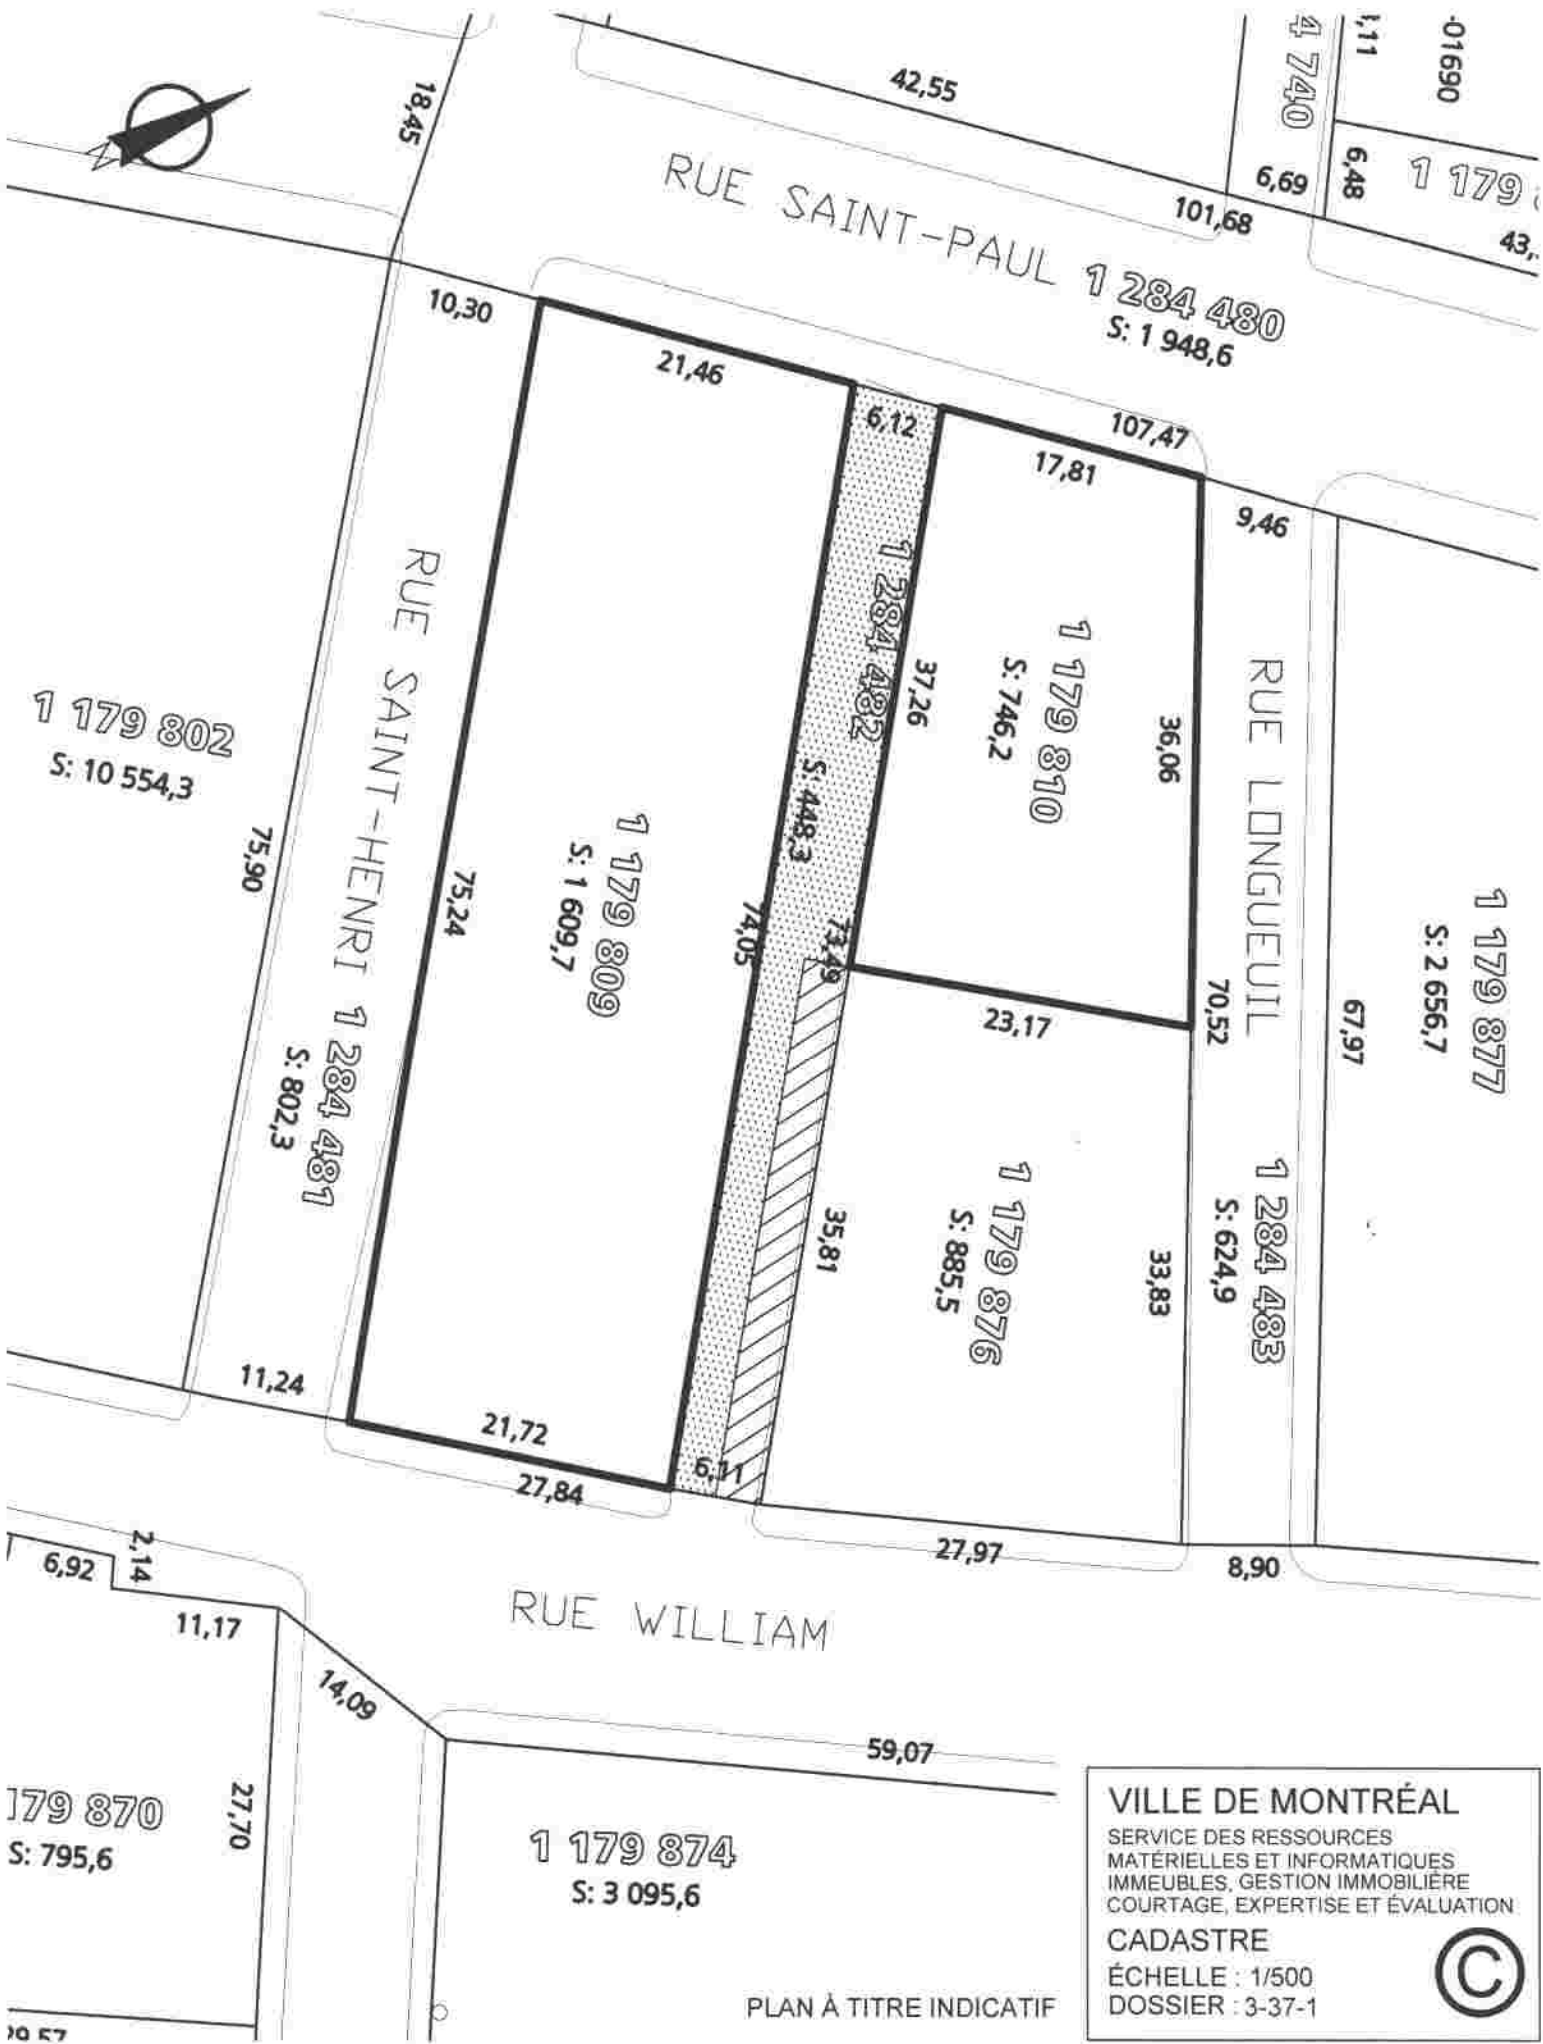 18,45
42,55
4 740
-01690
6,69
6,48
1 179
101,68
43,
RUE SAINT-PAUL 1 284 480
S: 1 948,6
10,30
21,46
6,12
107,47
17,81
9,46
RUE SAINT-HENRI 1 284 481
S: 802,3
1 179 802
S: 10 554,3
75,90
75,24
1 179 809
S: 1 609,7
1 284 482
S: 448,3
74,05
73,49
37,26
1 179 810
S: 746,2
36,06
RUE LONGUEUIL 1 284 483
S: 624,9
70,52
67,97
1 179 877
S: 2 656,7
23,17
35,81
1 179 876
S: 885,5
33,83
11,24
21,72
27,84
6,11
27,97
8,90
6,92
2,14
11,17
RUE WILLIAM
14,09
59,07
179 870
S: 795,6
27,70
1 179 874
S: 3 095,6
VILLE DE MONTRÉAL
SERVICE DES RESSOURCES
MATÉRIELLES ET INFORMATIQUES
IMMEUBLES, GESTION IMMOBILIÈRE
COURTAGE, EXPERTISE ET ÉVALUATION
CADASTRE
ÉCHELLE : 1/500
DOSSIER : 3-37-1
C
PLAN À TITRE INDICATIF